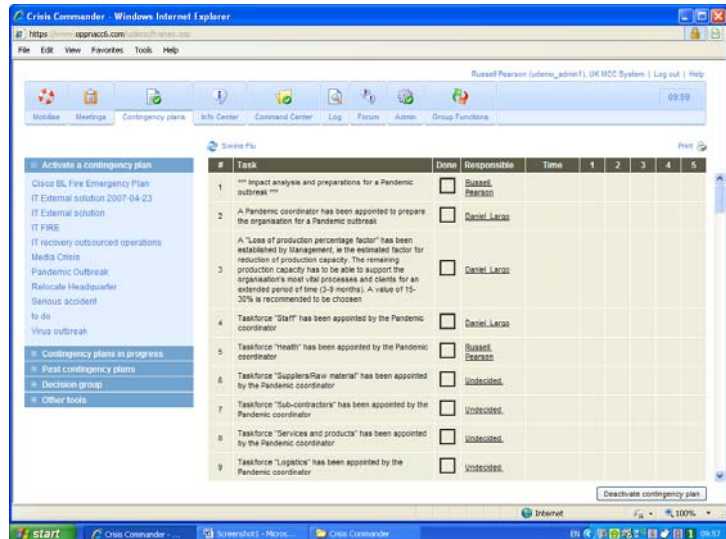 Crisis Commander - Windows Internet Explorer
https://www.oppnacc6.com/udemo/frames.asp
File Edit View Favorites Tools Help
Russell Pearson (udemo_admin1), UK MCC System | Log out | Help
09:59
Mobilise Meetings Contingency plans Info Center Command Center Log Forum Admin Group Functions
Swine Flu
Print
Activate a contingency plan
Cisco BL Fire Emergency Plan
IT External solution 2007-04-23
IT External solution
IT FIRE
IT recovery outsourced operations
Media Crisis
Pandemic Outbreak
Relocate Headquarter
Serious accident
to do
Virus outbreak
Contingency plans in progress
Past contingency plans
Decision group
Other tools
# Task Done Responsible Time 1 2 3 4 5
1 *** Impact analysis and preparations for a Pandemic
outbreak *** Russell
Pearson
2 A Pandemic coordinator has been appointed to prepare
the organisation for a Pandemic outbreak Daniel Largo
3 A "Loss of production percentage factor" has been
established by Management, ie the estimated factor for
reduction of production capacity. The remaining
production capacity has to be able to support the
organisation's most vital processes and clients for an
extended period of time (3-9 months). A value of 15-
30% is recommended to be choosen Daniel Largo
4 Taskforce "Staff" has been appointed by the Pandemic
coordinator Daniel Largo
5 Taskforce "Health" has been appointed by the Pandemic
coordinator Russell
Pearson
6 Taskforce "Suppliers/Raw material" has been appointed
by the Pandemic coordinator Undecided
7 Taskforce "Sub-contractors" has been appointed by the
Pandemic coordinator Undecided
8 Taskforce "Services and products" has been appointed
by the Pandemic coordinator Undecided
9 Taskforce "Logistics" has been appointed by the
Pandemic coordinator Undecided
Deactivate contingency plan
Internet 100%
start Crisis Commander - ... Screenshot1 - Micros... Crisis Commander EN 09:57